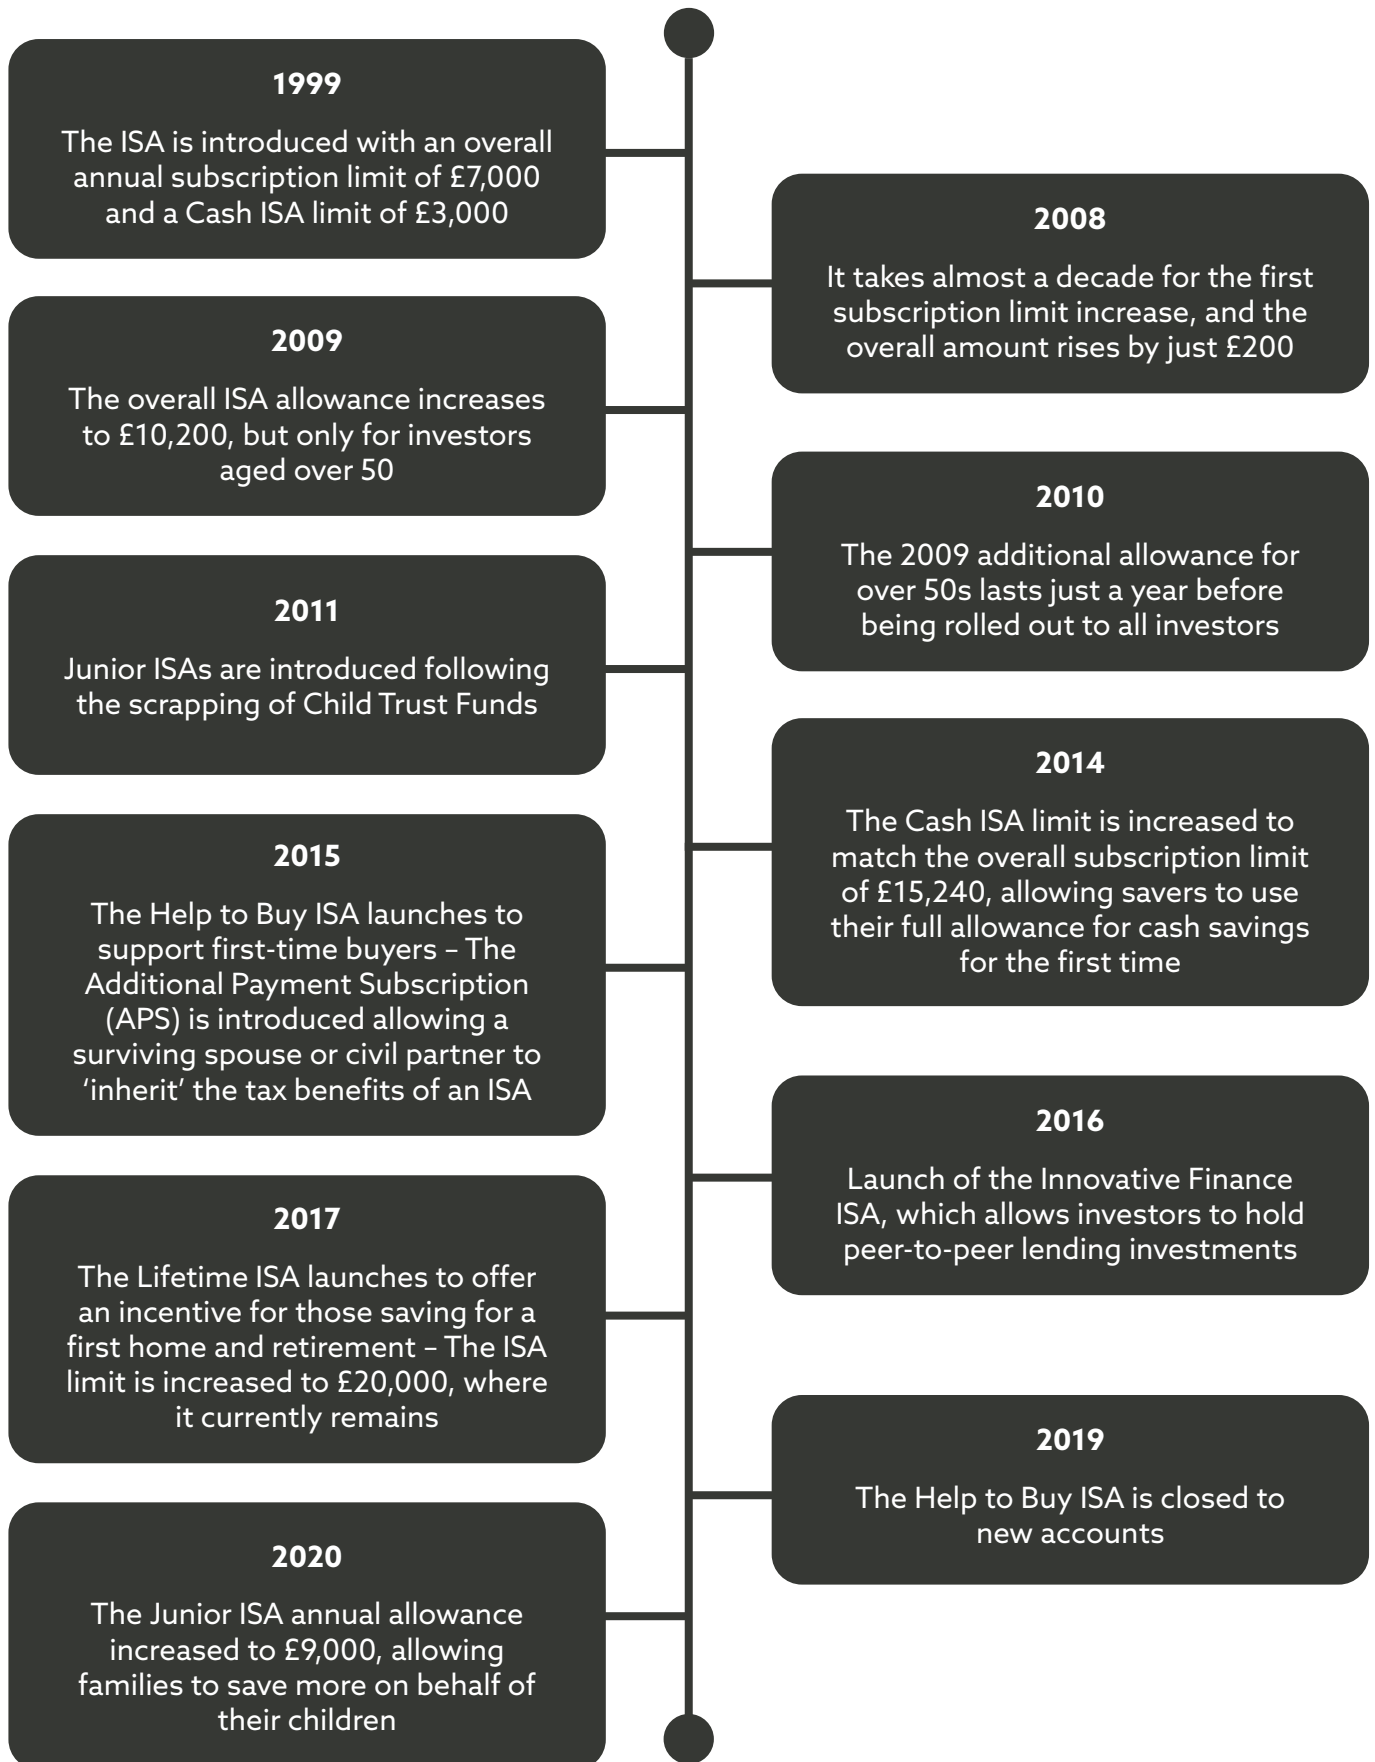 1999
The ISA is introduced with an overall
annual subscription limit of £7,000
and a Cash ISA limit of £3,000
2008
It takes almost a decade for the first
subscription limit increase, and the
overall amount rises by just £200
2009
The overall ISA allowance increases
to £10,200, but only for investors
aged over 50
2010
The 2009 additional allowance for
over 50s lasts just a year before
being rolled out to all investors
2011
Junior ISAs are introduced following
the scrapping of Child Trust Funds
2014
The Cash ISA limit is increased to
match the overall subscription limit
of £15,240, allowing savers to use
their full allowance for cash savings
for the first time
2015
The Help to Buy ISA launches to
support first-time buyers – The
Additional Payment Subscription
(APS) is introduced allowing a
surviving spouse or civil partner to
‘inherit’ the tax benefits of an ISA
2016
Launch of the Innovative Finance
ISA, which allows investors to hold
peer-to-peer lending investments
2017
The Lifetime ISA launches to offer
an incentive for those saving for a
first home and retirement – The ISA
limit is increased to £20,000, where
it currently remains
2019
The Help to Buy ISA is closed to
new accounts
2020
The Junior ISA annual allowance
increased to £9,000, allowing
families to save more on behalf of
their children